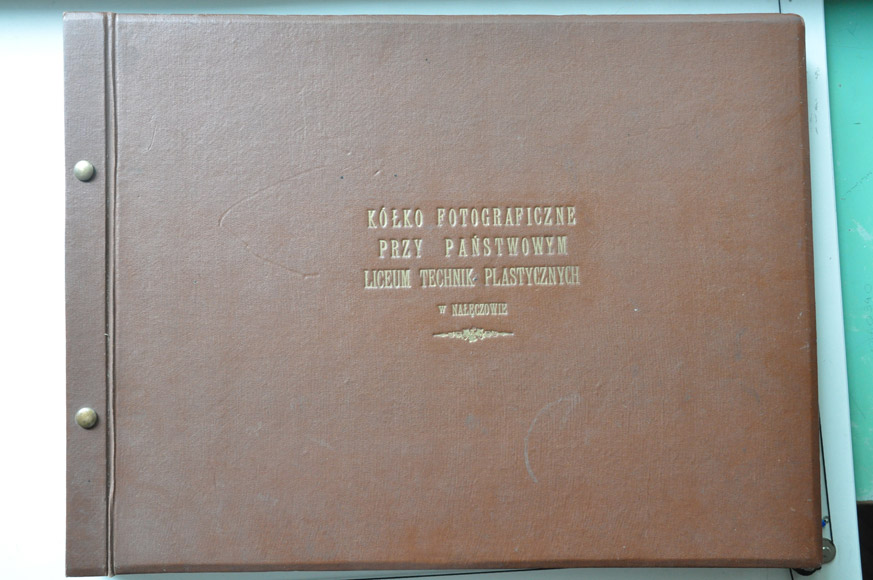 KÓŁKO FOTOGRAFICZNE
PRZY PAŃSTWOWYM
LICEUM TECHNIK PLASTYCZNYCH
W NAŁĘCZOWIE